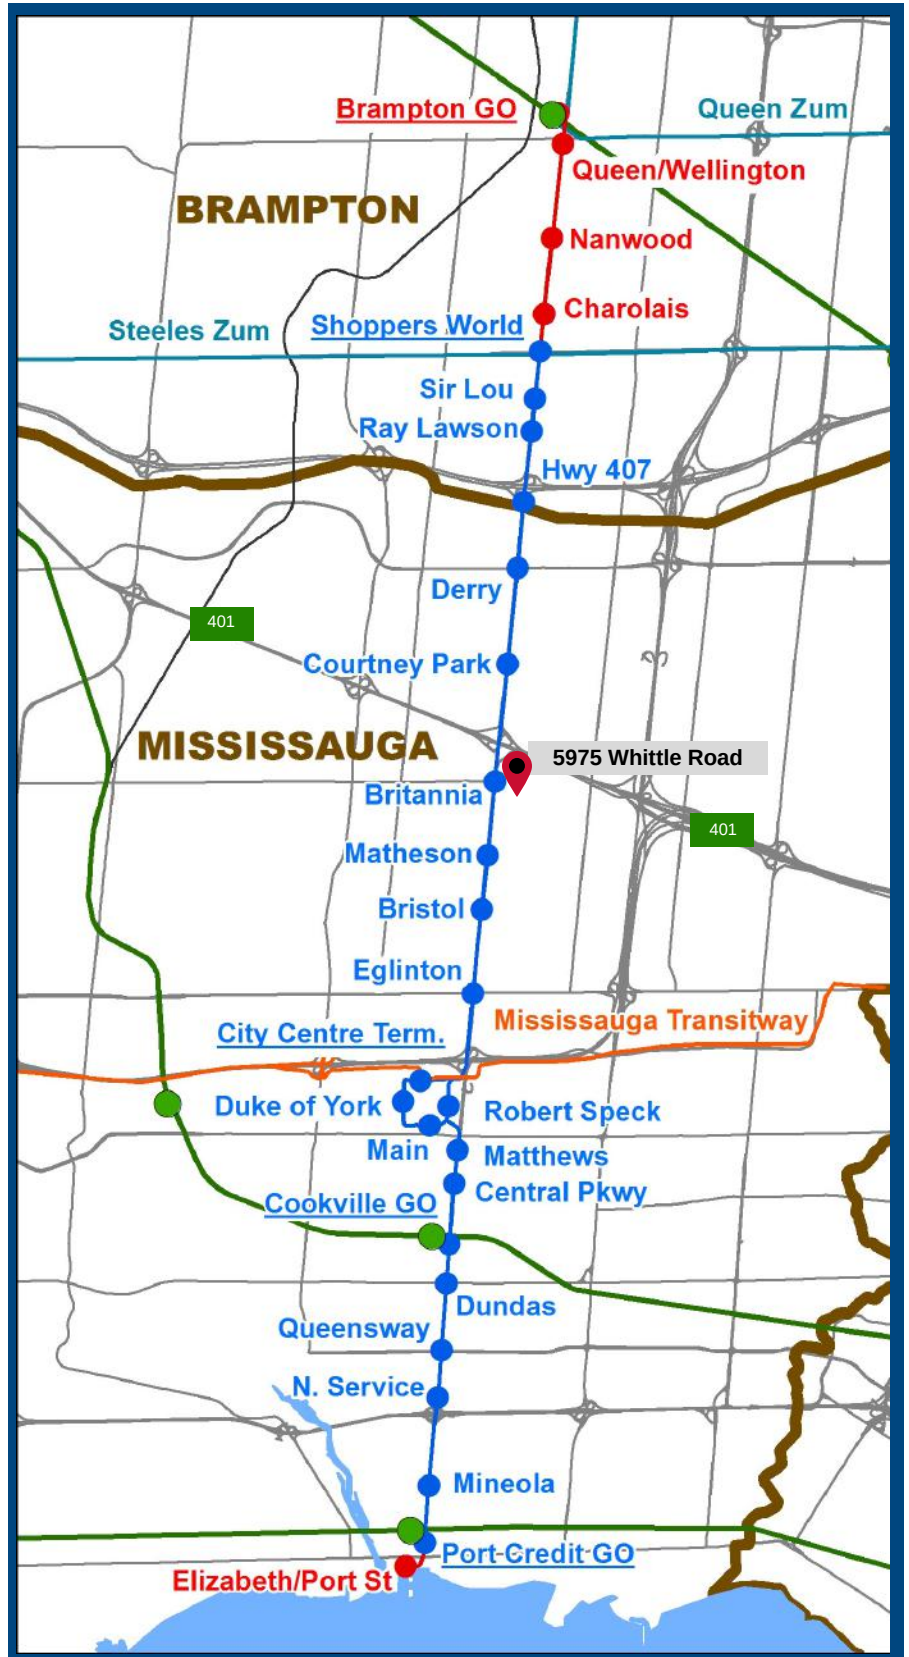 Brampton GO
Queen Zum
Queen/Wellington
BRAMPTON
Nanwood
Charolais
Shoppers World
Steeles Zum
Sir Lou
Ray Lawson
Hwy 407
Derry
401
Courtney Park
MISSISSAUGA
5975 Whittle Road
Britannia
401
Matheson
Bristol
Eglinton
Mississauga Transitway
City Centre Term.
Duke of York
Robert Speck
Main
Matthews
Central Pkwy
Cookville GO
Dundas
Queensway
N. Service
Mineola
Port Credit GO
Elizabeth/Port St